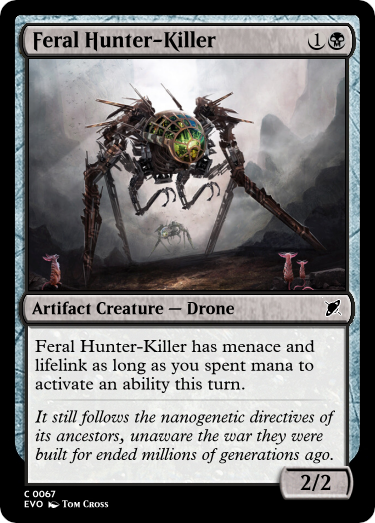 Feral Hunter-Killer 1
Artifact Creature — Drone
Feral Hunter-Killer has menace and
lifelink as long as you spent mana to
activate an ability this turn.
It still follows the nanogenetic directives of
its ancestors, unaware the war they were
built for ended millions of generations ago.
2/2
C 0067
EVO Tom Cross